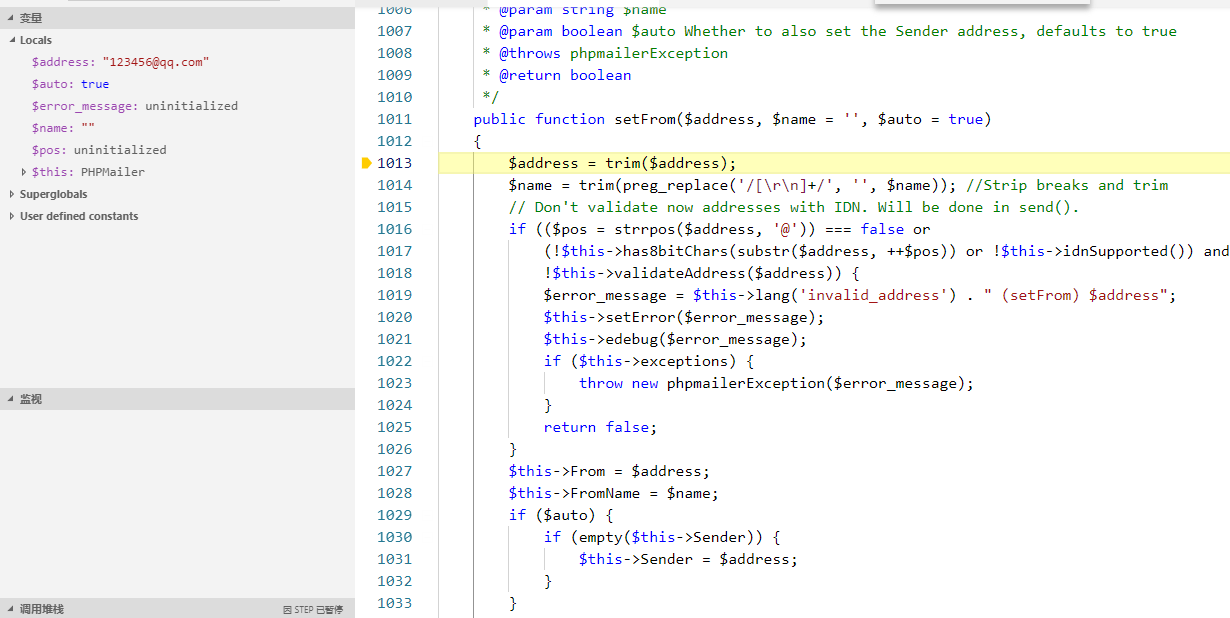 变量
Locals
$address: "123456@qq.com"
$auto: true
$error_message: uninitialized
$name: ""
$pos: uninitialized
$this: PHPMailer
Superglobals
User defined constants
监视
调用堆栈
因 STEP 已暂停
1006 * @param string $name
1007 * @param boolean $auto Whether to also set the Sender address, defaults to true
1008 * @throws phpmailerException
1009 * @return boolean
1010 */
1011 public function setFrom($address, $name = '', $auto = true)
1012 {
1013 $address = trim($address);
1014 $name = trim(preg_replace('/[\r\n]+/', '', $name)); //Strip breaks and trim
1015 // Don't validate now addresses with IDN. Will be done in send().
1016 if (($pos = strrpos($address, '@')) === false or
1017 (!$this->has8bitChars(substr($address, ++$pos)) or !$this->idnSupported()) and
1018 !$this->validateAddress($address)) {
1019 $error_message = $this->lang('invalid_address') . " (setFrom) $address";
1020 $this->setError($error_message);
1021 $this->edebug($error_message);
1022 if ($this->exceptions) {
1023 throw new phpmailerException($error_message);
1024 }
1025 return false;
1026 }
1027 $this->From = $address;
1028 $this->FromName = $name;
1029 if ($auto) {
1030 if (empty($this->Sender)) {
1031 $this->Sender = $address;
1032 }
1033 }